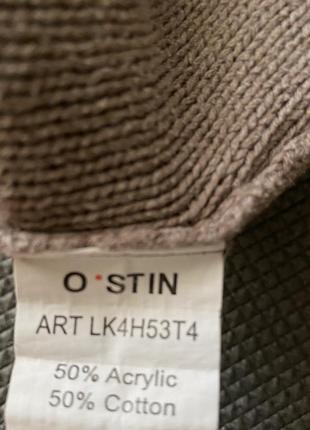 O•STIN
ART LK4H53T4
50% Acrylic
50% Cotton